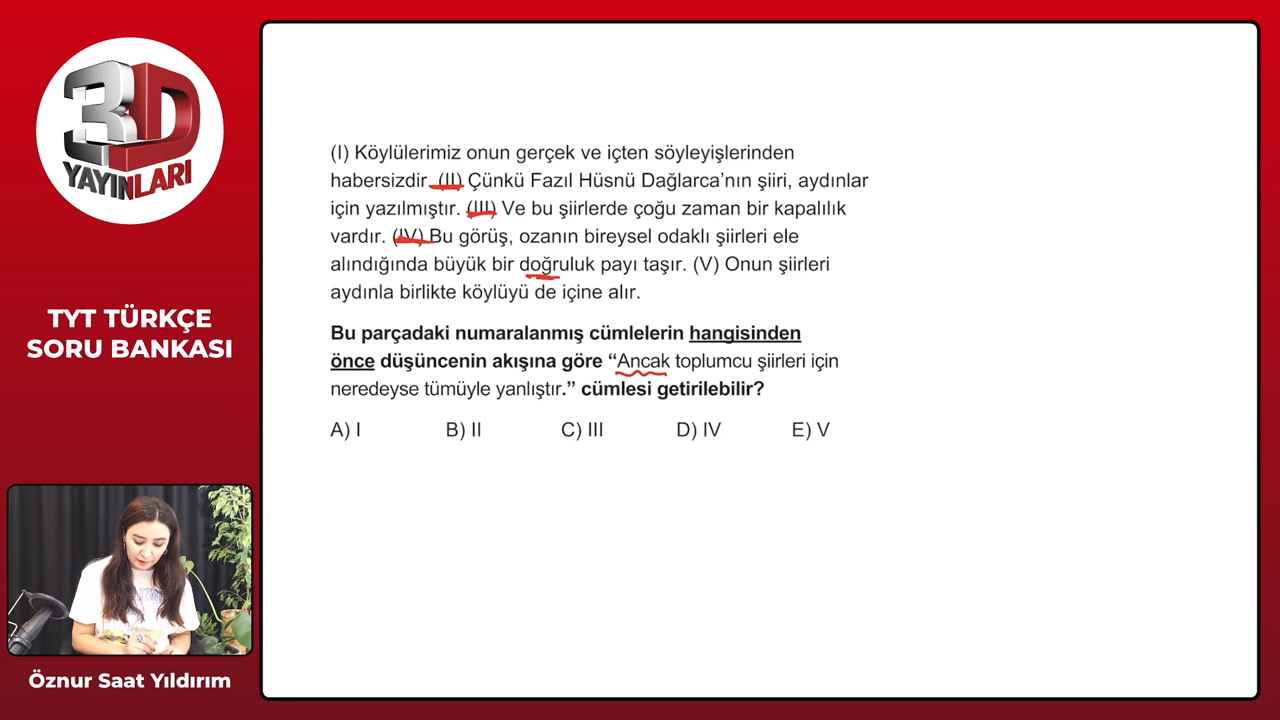 3D
YAYINLARI
TYT TÜRKÇE
SORU BANKASI
Öznur Saat Yıldırım
(I) Köylülerimiz onun gerçek ve içten söyleyişlerinden
habersizdir. (II) Çünkü Fazıl Hüsnü Dağlarca’nın şiiri, aydınlar
için yazılmıştır. (III) Ve bu şiirlerde çoğu zaman bir kapalılık
vardır. (IV) Bu görüş, ozanın bireysel odaklı şiirleri ele
alındığında büyük bir doğruluk payı taşır. (V) Onun şiirleri
aydınla birlikte köylüyü de içine alır.
Bu parçadaki numaralanmış cümlelerin hangisinden
önce düşüncenin akışına göre “Ancak toplumcu şiirleri için
neredeyse tümüyle yanlıştır.” cümlesi getirilebilir?
A) I B) II C) III D) IV E) V